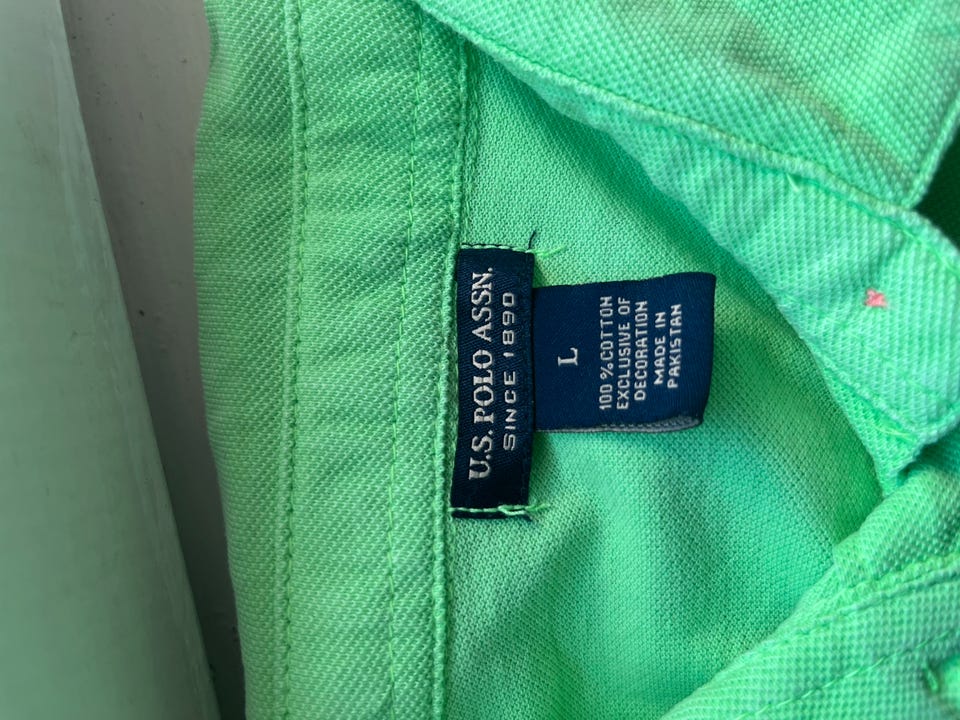 U.S. POLO ASSN.
SINCE 1890
L
100 % COTTON
EXCLUSIVE OF
DECORATION
MADE IN
PAKISTAN